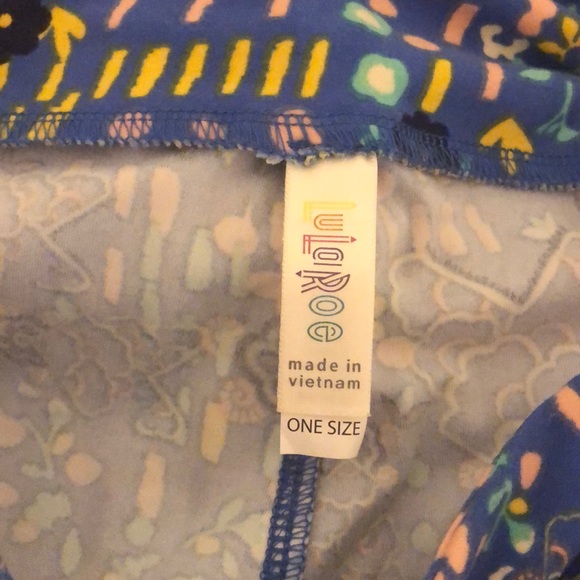 LuLaRoe
made in
vietnam
ONE SIZE